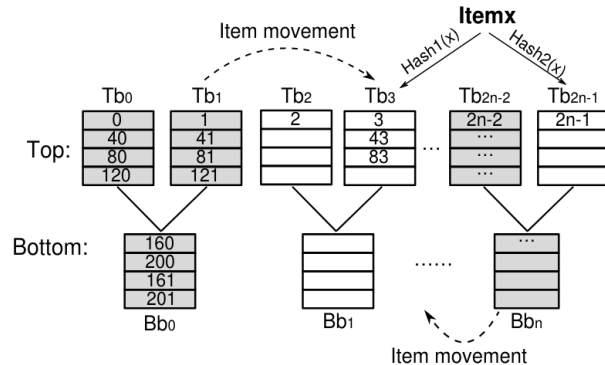 Itemx
Item movement
Hash1(x)
Hash2(x)
Tb0 Tb1 Tb2 Tb3 Tb2n-2 Tb2n-1
Top:
0 1 2 3 2n-2 2n-1
40 41 43 ...
80 81 83 ... ...
120 121 ...
Bottom:
160 ...
200
161 ......
201
Bb0 Bb1 Bbn
Item movement